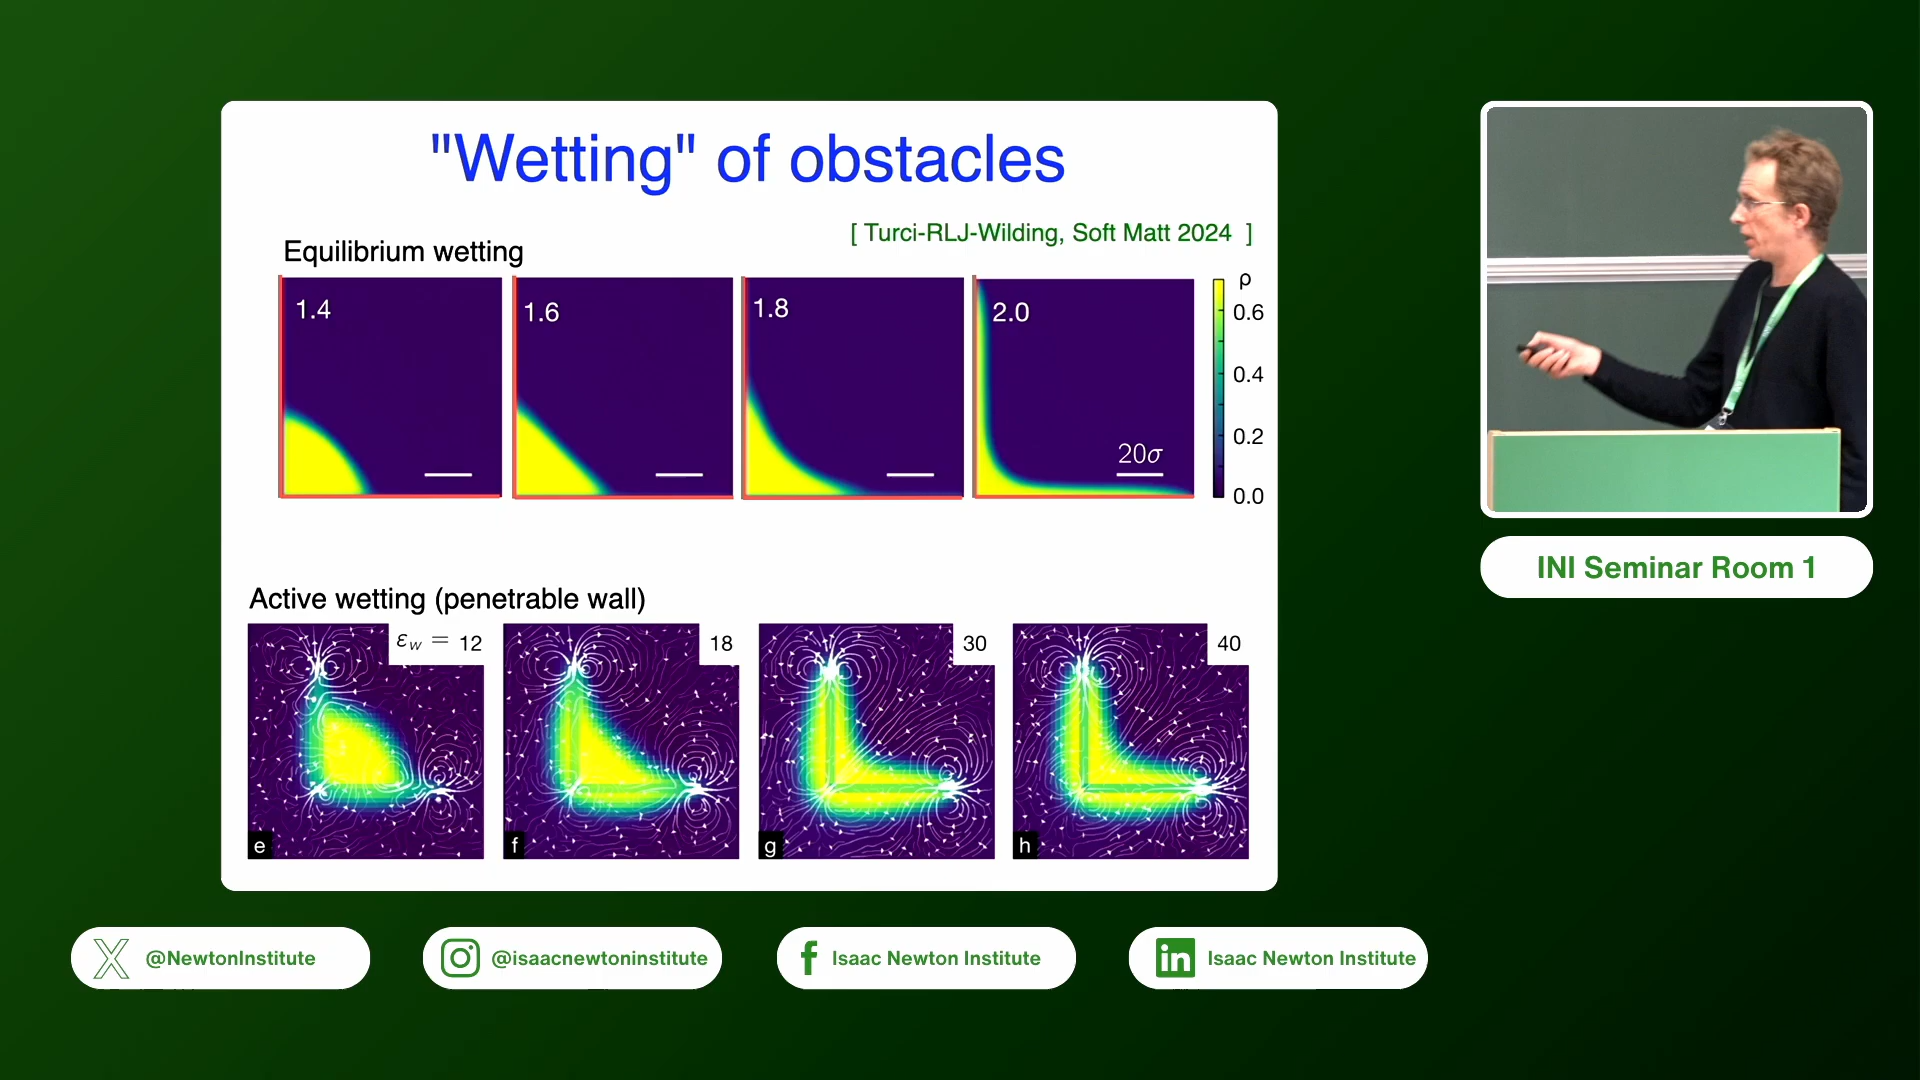 "Wetting" of obstacles
[ Turci-RLJ-Wilding, Soft Matt 2024 ]
Equilibrium wetting
1.4
1.6
1.8
2.0
20σ
ρ
0.6
0.4
0.2
0.0
Active wetting (penetrable wall)
εw = 12
18
30
40
e
f
g
h
INI Seminar Room 1
@NewtonInstitute
@isaacnewtoninstitute
Isaac Newton Institute
Isaac Newton Institute